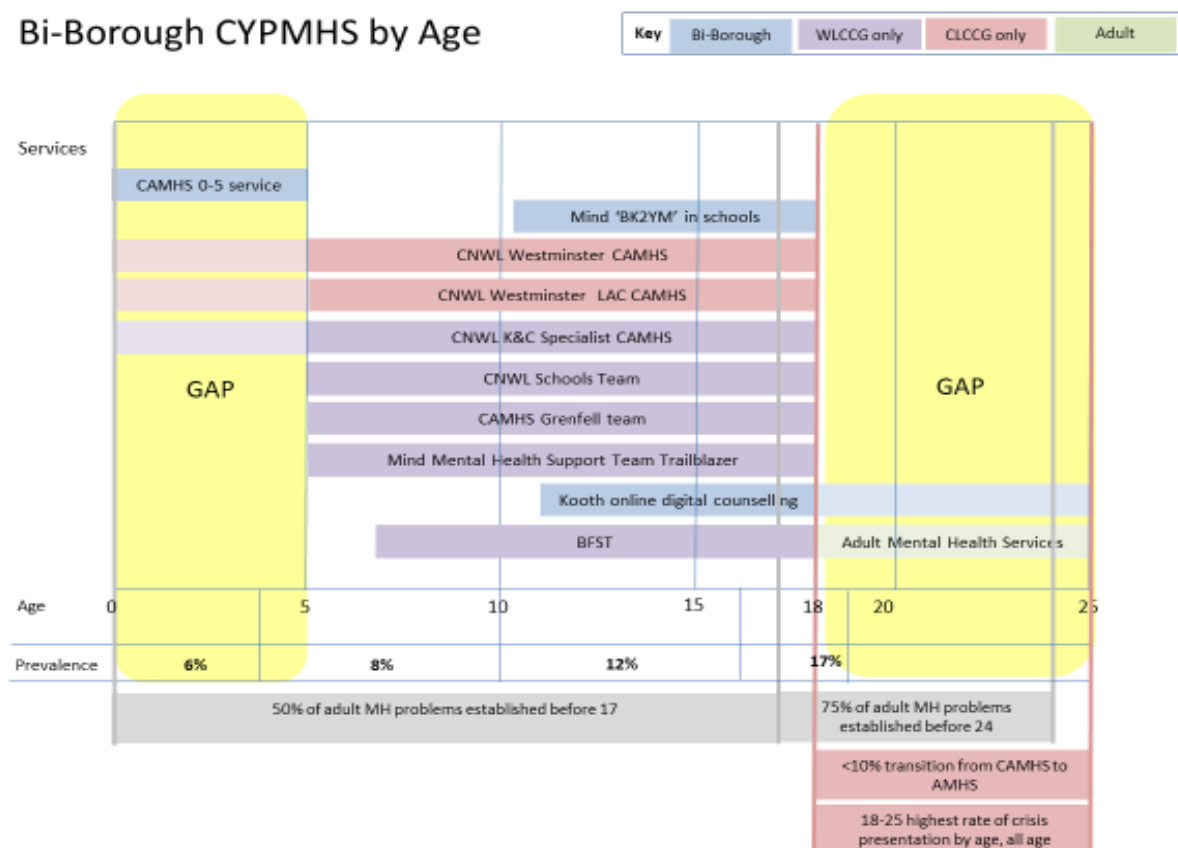 Bi-Borough CYPMHS by Age
Key Bi-Borough WLCCG only CLCCG only Adult
Services
CAMHS 0-5 service
Mind ‘BK2YM’ in schools
CNWL Westminster CAMHS
CNWL Westminster LAC CAMHS
CNWL K&C Specialist CAMHS
CNWL Schools Team
GAP
GAP
CAMHS Grenfell team
Mind Mental Health Support Team Trailblazer
Kooth online digital counselling
BFST
Adult Mental Health Services
Age 0 5 10 15 18 20 25
Prevalence 6% 8% 12% 17%
50% of adult MH problems established before 17
75% of adult MH problems
established before 24
<10% transition from CAMHS to
AMHS
18-25 highest rate of crisis
presentation by age, all age